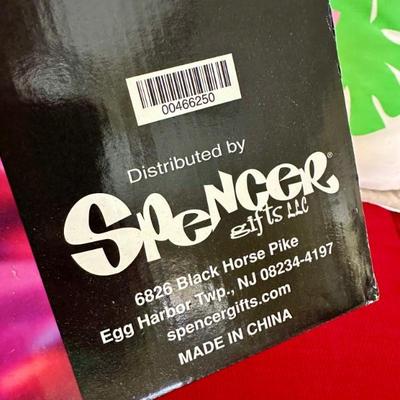 00466250
Distributed by
SPENCER®
gifts LLC
6826 Black Horse Pike
Egg Harbor Twp., NJ 08234-4197
spencergifts.com
MADE IN CHINA